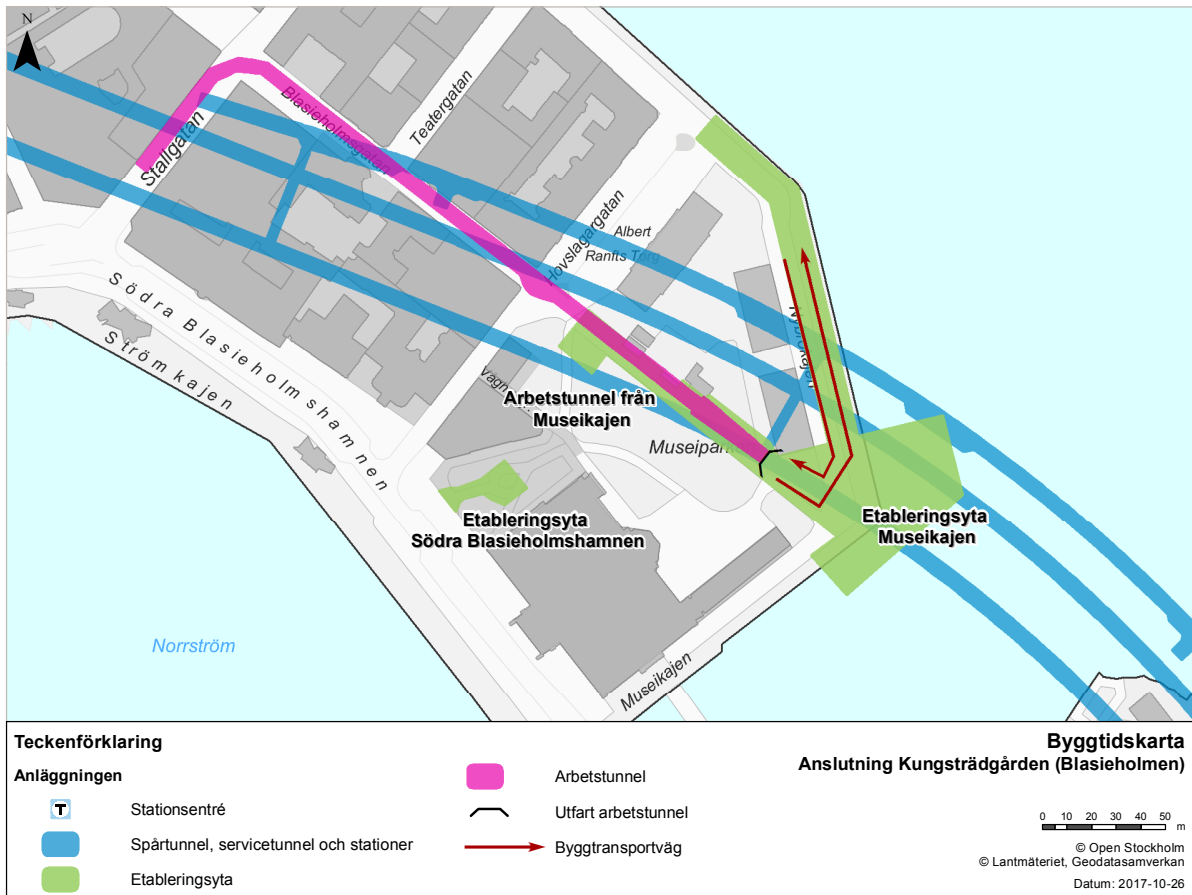 N
Stallgatan
Blasieholmsgatan
Teatergatan
Hovslagargatan
Albert
Ranfts Torg
Nybrokajen
Södra Blasieholmshamnen
Strömkajen
Arbetstunnel från
Museikajen
Museiparken
Etableringsyta
Södra Blasieholmshamnen
Etableringsyta
Museikajen
Norrström
Museikajen
Teckenförklaring
Anläggningen
T
Stationsentré
Spårtunnel, servicetunnel och stationer
Etableringsyta
Arbetstunnel
Utfart arbetstunnel
Byggtransportväg
Byggtidskarta
Anslutning Kungsträdgården (Blasieholmen)
0 10 20 30 40 50
m
© Open Stockholm
© Lantmäteriet, Geodatasamverkan
Datum: 2017-10-26